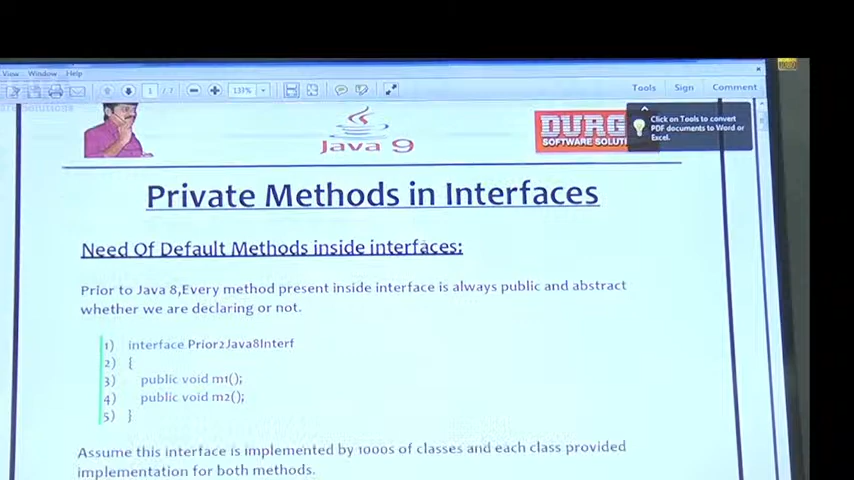 View Window Help
1 / 7 137% Tools Sign Comment
Java 9
DURG
SOFTWARE SOLUTI
Click on Tools to convert
PDF documents to Word or
Excel.
Private Methods in Interfaces
Need Of Default Methods inside interfaces:
Prior to Java 8,Every method present inside interface is always public and abstract
whether we are declaring or not.
1) interface Prior2Java8Interf
2) {
3) public void m1();
4) public void m2();
5) }
Assume this interface is implemented by 1000s of classes and each class provided
implementation for both methods.